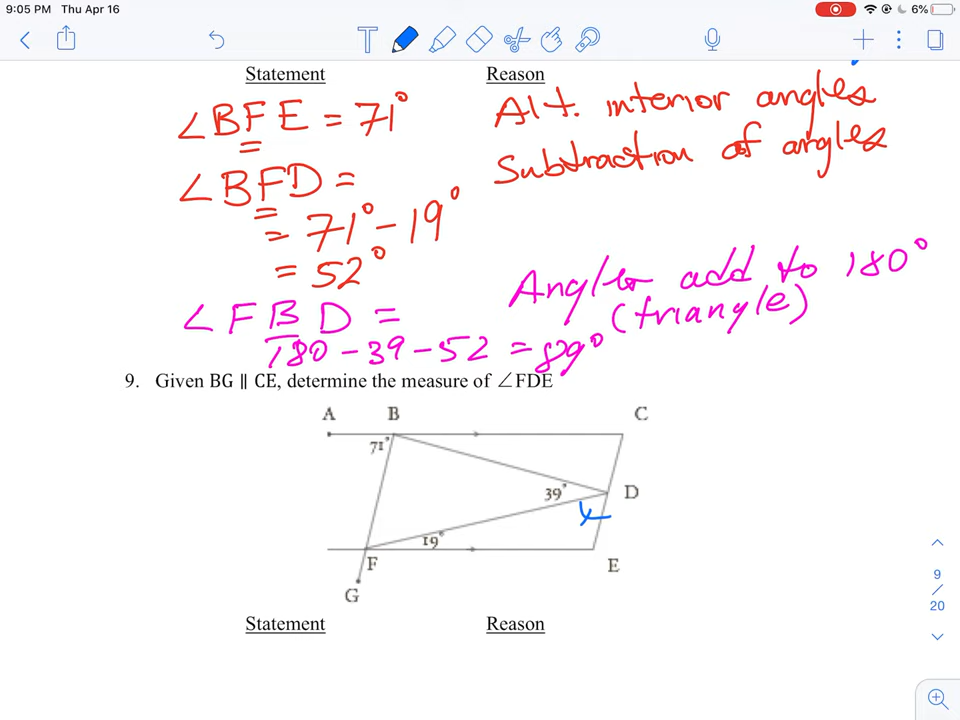 9:05 PM Thu Apr 16 6%
Statement Reason
∠BFE = 71° Alt. interior angles
∠BFD = Subtraction of angles
= 71° - 19°
= 52°
∠FBD = Angles add to 180°
(triangle)
180 - 39 - 52 = 89°
9. Given BG ∥ CE, determine the measure of ∠FDE
A B C
71°
39° D
19°
F E
G
Statement Reason
9
/
20